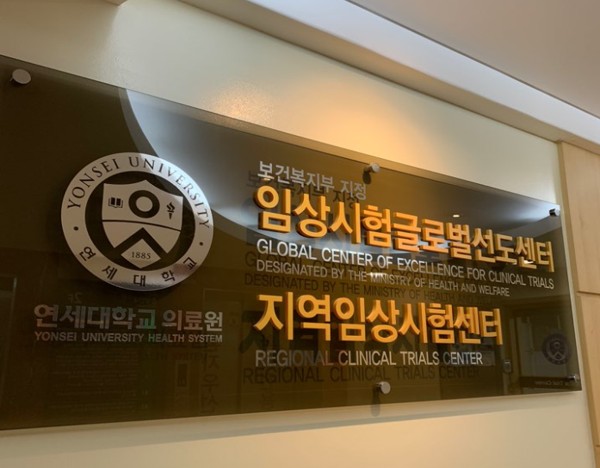 YONSEI UNIVERSITY
1885
연세대학교
연세대학교 의료원
YONSEI UNIVERSITY HEALTH SYSTEM
보건복지부 지정
임상시험글로벌선도센터
GLOBAL CENTER OF EXCELLENCE FOR CLINICAL TRIALS
DESIGNATED BY THE MINISTRY OF HEALTH AND WELFARE
지역임상시험센터
REGIONAL CLINICAL TRIALS CENTER